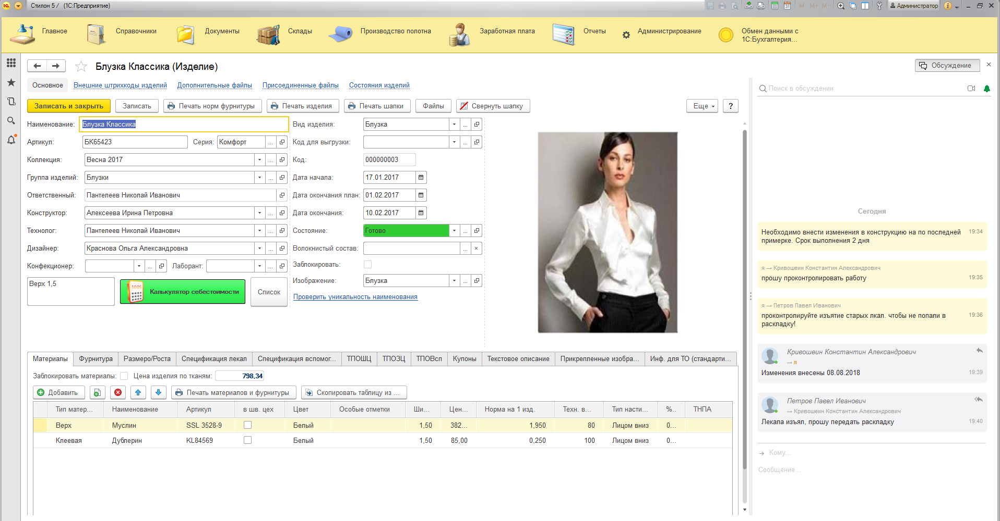 Стилон 5 / (1С:Предприятие)
M M+ M-
Администратор
Главное
Справочники
Документы
Склады
Производство полотна
Заработная плата
Отчеты
Администрирование
Обмен данными с
1С:Бухгалтерия...
Блузка Классика (Изделие)
Обсуждение
Основное Внешние штрихкоды изделий Дополнительные файлы Присоединенные файлы Состояния изделий
Записать и закрыть Записать Печать норм фурнитуры Печать изделия Печать шапки Файлы Свернуть шапку Еще ?
Наименование: Блузка Классика
Артикул: БК65423 Серия: Комфорт ...
Коллекция: Весна 2017 ...
Группа изделий: Блузки ...
Ответственный: Пантелеев Николай Иванович
Конструктор: Алексеева Ирина Петровна ...
Технолог: Пантелеев Николай Иванович ...
Дизайнер: Краснова Ольга Александровна ...
Конфекционер: ... Лаборант: ...
Верх 1,5
100$ Калькулятор себестоимости
Список
Вид изделия: Блузка ...
Код для выгрузки: ...
Код: 000000003
Дата начала: 17.01.2017
Дата окончания план: 01.02.2017
Дата окончания: 10.02.2017
Состояние: Готово ...
Волокнистый состав: ... ×
Заблокировать:
Изображение: Блузка ...
Проверить уникальность наименования
Материалы Фурнитура Размеро/Роста Спецификация лекал Спецификация вспомог... ТПОШЦ ТПОЗЦ ТПОВсп Купоны Текстовое описание Прикрепленные изобра... Инф. для ТО (стандарти...
Заблокировать материалы: Цена изделия по тканям: 798,34
Добавить Печать материалов и фурнитуры Скопировать таблицу из ...
Тип матер... Наименование Артикул в шв. цех Цвет Особые отметки Ши... Цен... Норма на 1 изд. Техн. в... Тип насти... %.. ТНПА
Верх Муслин SSL 3528-9 Белый 1,50 382... 1,950 80 Лицом вниз 0...
Клеевая Дублерин KL84569 Белый 1,50 85,00 0,250 100 Лицом вниз 0...
Поиск в обсуждении
Сегодня
Необходимо внести изменения в конструкцию на по последней 19:34
примерке. Срок выполнения 2 дня
я → Кривошеин Константин Александрович
прошу проконтролировать работу 19:35
я → Петров Павел Иванович
проконтролируйте изъятие старых лкал. чтобы не попали в 19:36
раскладку!
Кривошеин Константин Александрович
→ я
Изменения внесены 08.08.2018 19:39
Петров Павел Иванович
→ Кривошеин Константин Александрович
Лекала изъял, прошу передать раскладку 19:40
→ Кому...
Сообщение...